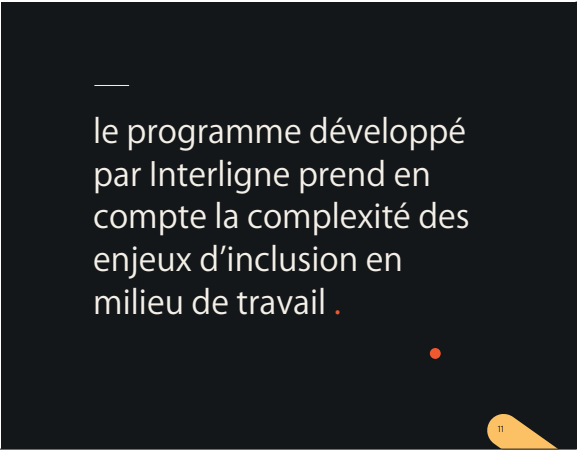 le programme développé
par Interligne prend en
compte la complexité des
enjeux d’inclusion en
milieu de travail .
11